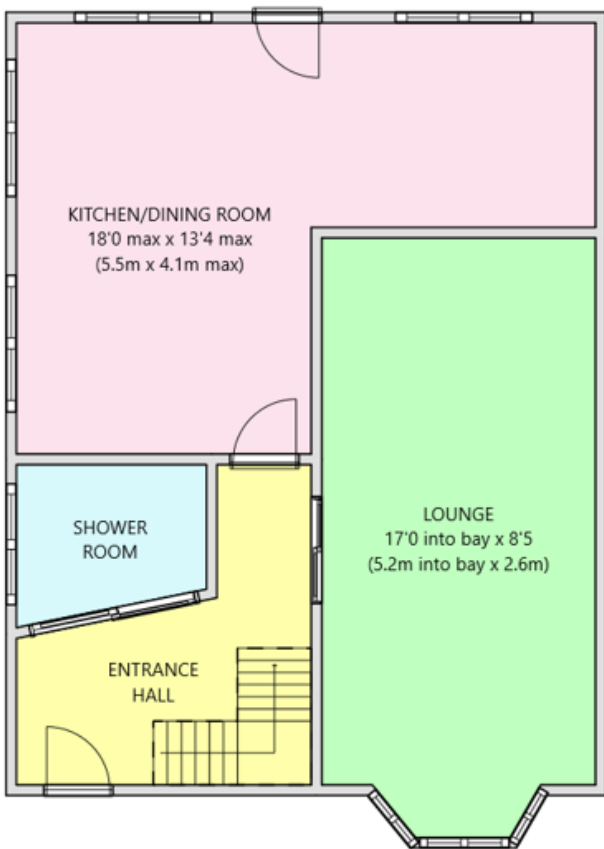 KITCHEN/DINING ROOM
18'0 max x 13'4 max
(5.5m x 4.1m max)
SHOWER
ROOM
LOUNGE
17'0 into bay x 8'5
(5.2m into bay x 2.6m)
ENTRANCE
HALL